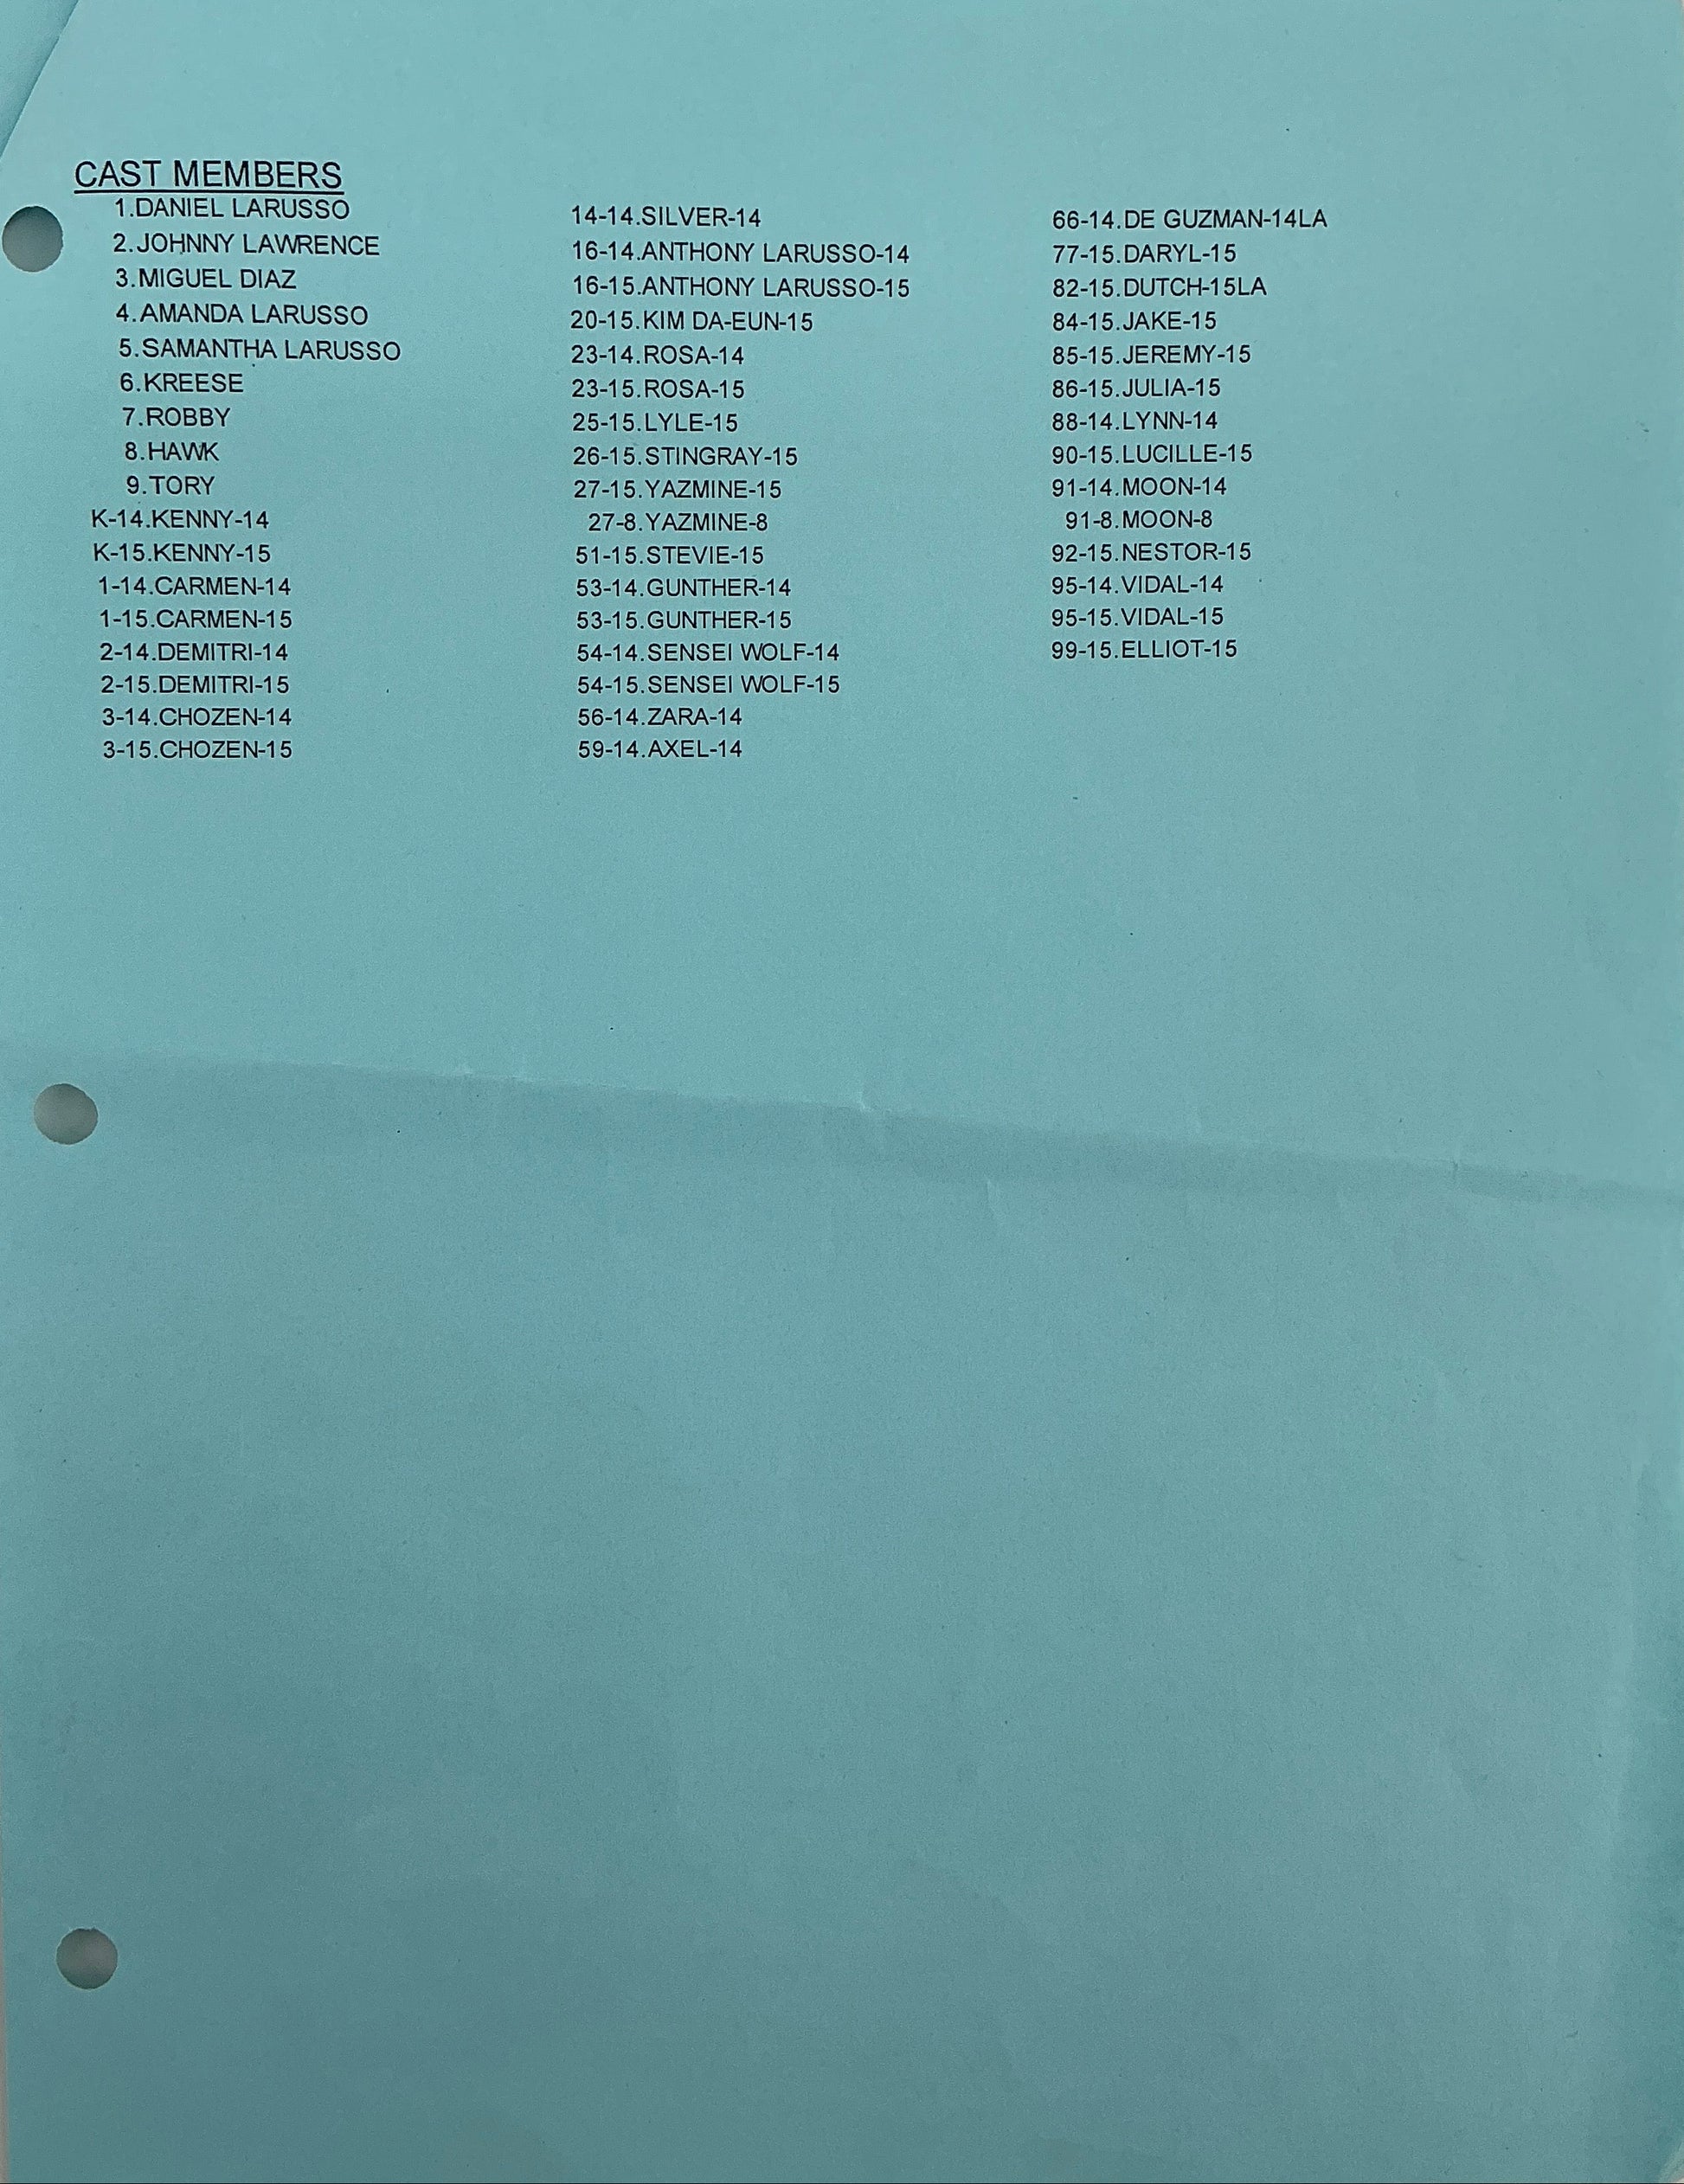 CAST MEMBERS
1.DANIEL LARUSSO
2.JOHNNY LAWRENCE
3.MIGUEL DIAZ
4.AMANDA LARUSSO
5.SAMANTHA LARUSSO
6.KREESE
7.ROBBY
8.HAWK
9.TORY
K-14.KENNY-14
K-15.KENNY-15
1-14.CARMEN-14
1-15.CARMEN-15
2-14.DEMITRI-14
2-15.DEMITRI-15
3-14.CHOZEN-14
3-15.CHOZEN-15
14-14.SILVER-14
16-14.ANTHONY LARUSSO-14
16-15.ANTHONY LARUSSO-15
20-15.KIM DA-EUN-15
23-14.ROSA-14
23-15.ROSA-15
25-15.LYLE-15
26-15.STINGRAY-15
27-15.YAZMINE-15
27-8.YAZMINE-8
51-15.STEVIE-15
53-14.GUNTHER-14
53-15.GUNTHER-15
54-14.SENSEI WOLF-14
54-15.SENSEI WOLF-15
56-14.ZARA-14
59-14.AXEL-14
66-14.DE GUZMAN-14LA
77-15.DARYL-15
82-15.DUTCH-15LA
84-15.JAKE-15
85-15.JEREMY-15
86-15.JULIA-15
88-14.LYNN-14
90-15.LUCILLE-15
91-14.MOON-14
91-8.MOON-8
92-15.NESTOR-15
95-14.VIDAL-14
95-15.VIDAL-15
99-15.ELLIOT-15